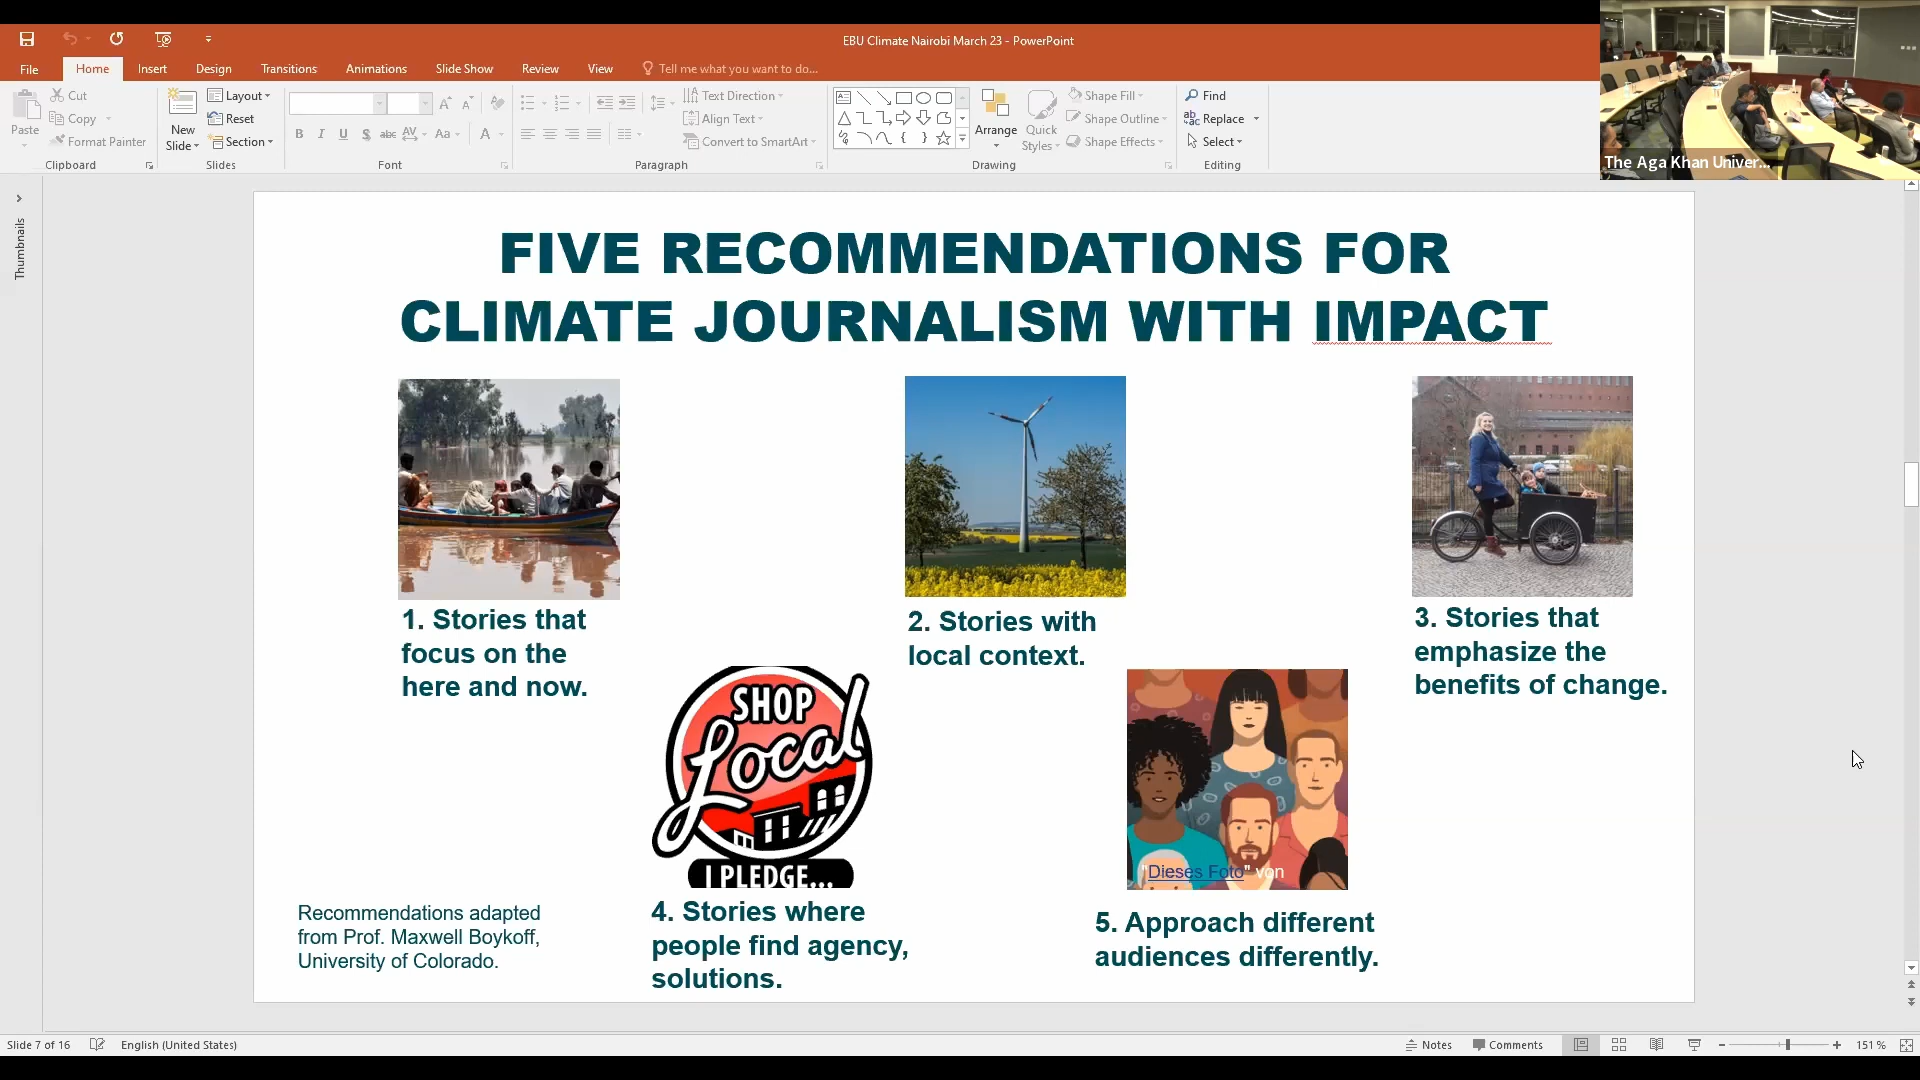 EBU Climate Nairobi March 23 - PowerPoint
File
Home
Insert
Design
Transitions
Animations
Slide Show
Review
View
Tell me what you want to do...
Paste
Cut
Copy
Format Painter
Clipboard
New
Slide
Layout
Reset
Section
Slides
Font
Text Direction
Align Text
Convert to SmartArt
Paragraph
Arrange
Quick
Styles
Shape Fill
Shape Outline
Shape Effects
Drawing
Find
Replace
Select
Editing
The Aga Khan Univer...
Thumbnails
FIVE RECOMMENDATIONS FOR
CLIMATE JOURNALISM WITH IMPACT
1. Stories that
focus on the
here and now.
2. Stories with
local context.
3. Stories that
emphasize the
benefits of change.
SHOP
Local
I PLEDGE...
"Dieses Foto" von
4. Stories where
people find agency,
solutions.
5. Approach different
audiences differently.
Recommendations adapted
from Prof. Maxwell Boykoff,
University of Colorado.
Slide 7 of 16
English (United States)
Notes
Comments
151 %